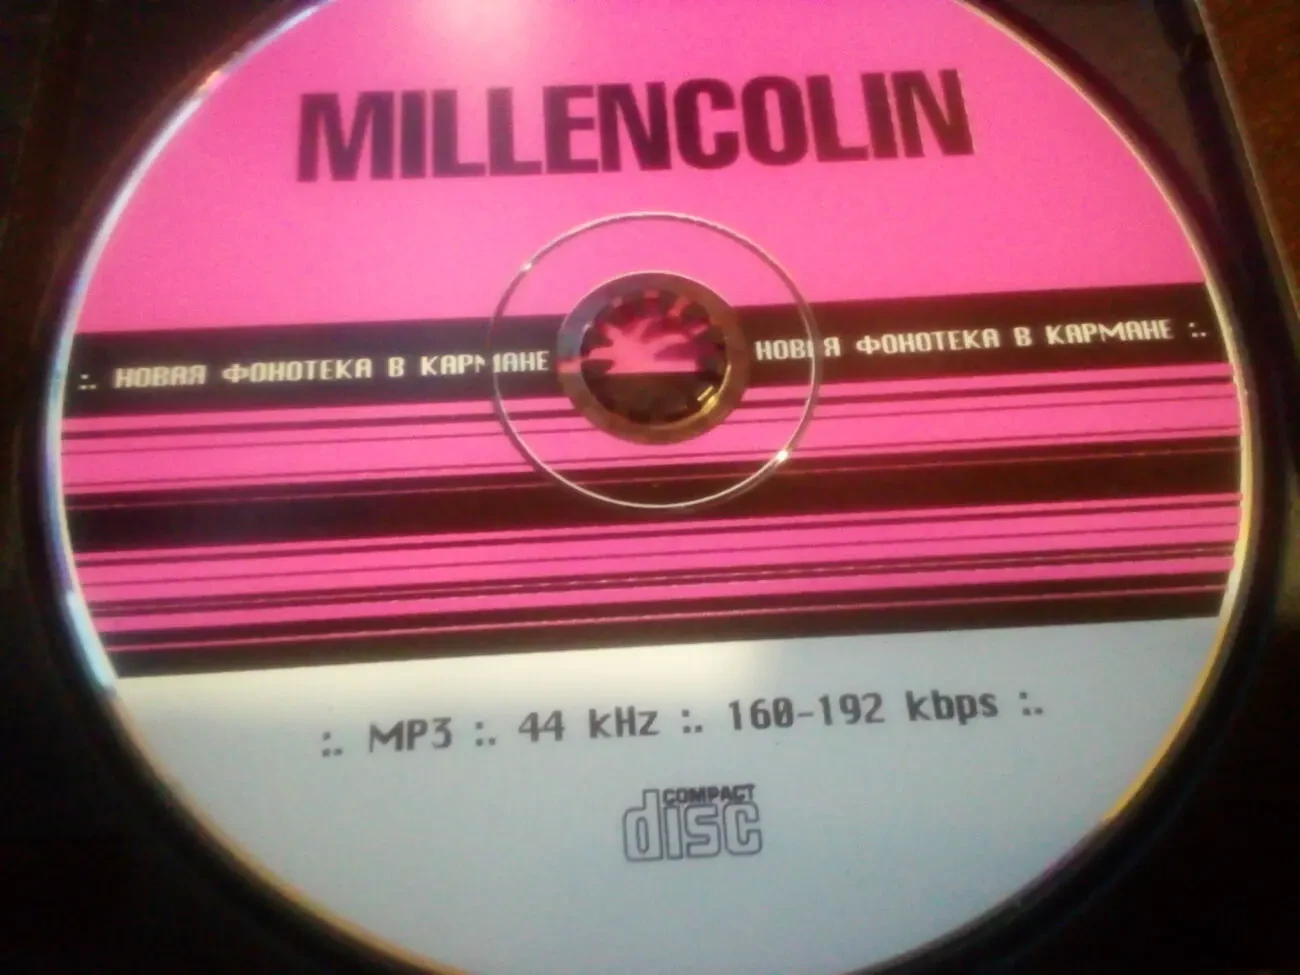 MILLENCOLIN
:. НОВАЯ ФОНОТЕКА В КАРМАНЕ НОВАЯ ФОНОТЕКА В КАРМАНЕ :.
:. MP3 :. 44 kHz :. 160-192 kbps :.
COMPACT
disc